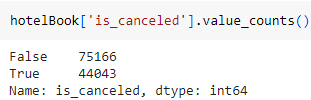 hotelBook['is_canceled'].value_counts()
False    75166
True     44043
Name: is_canceled, dtype: int64